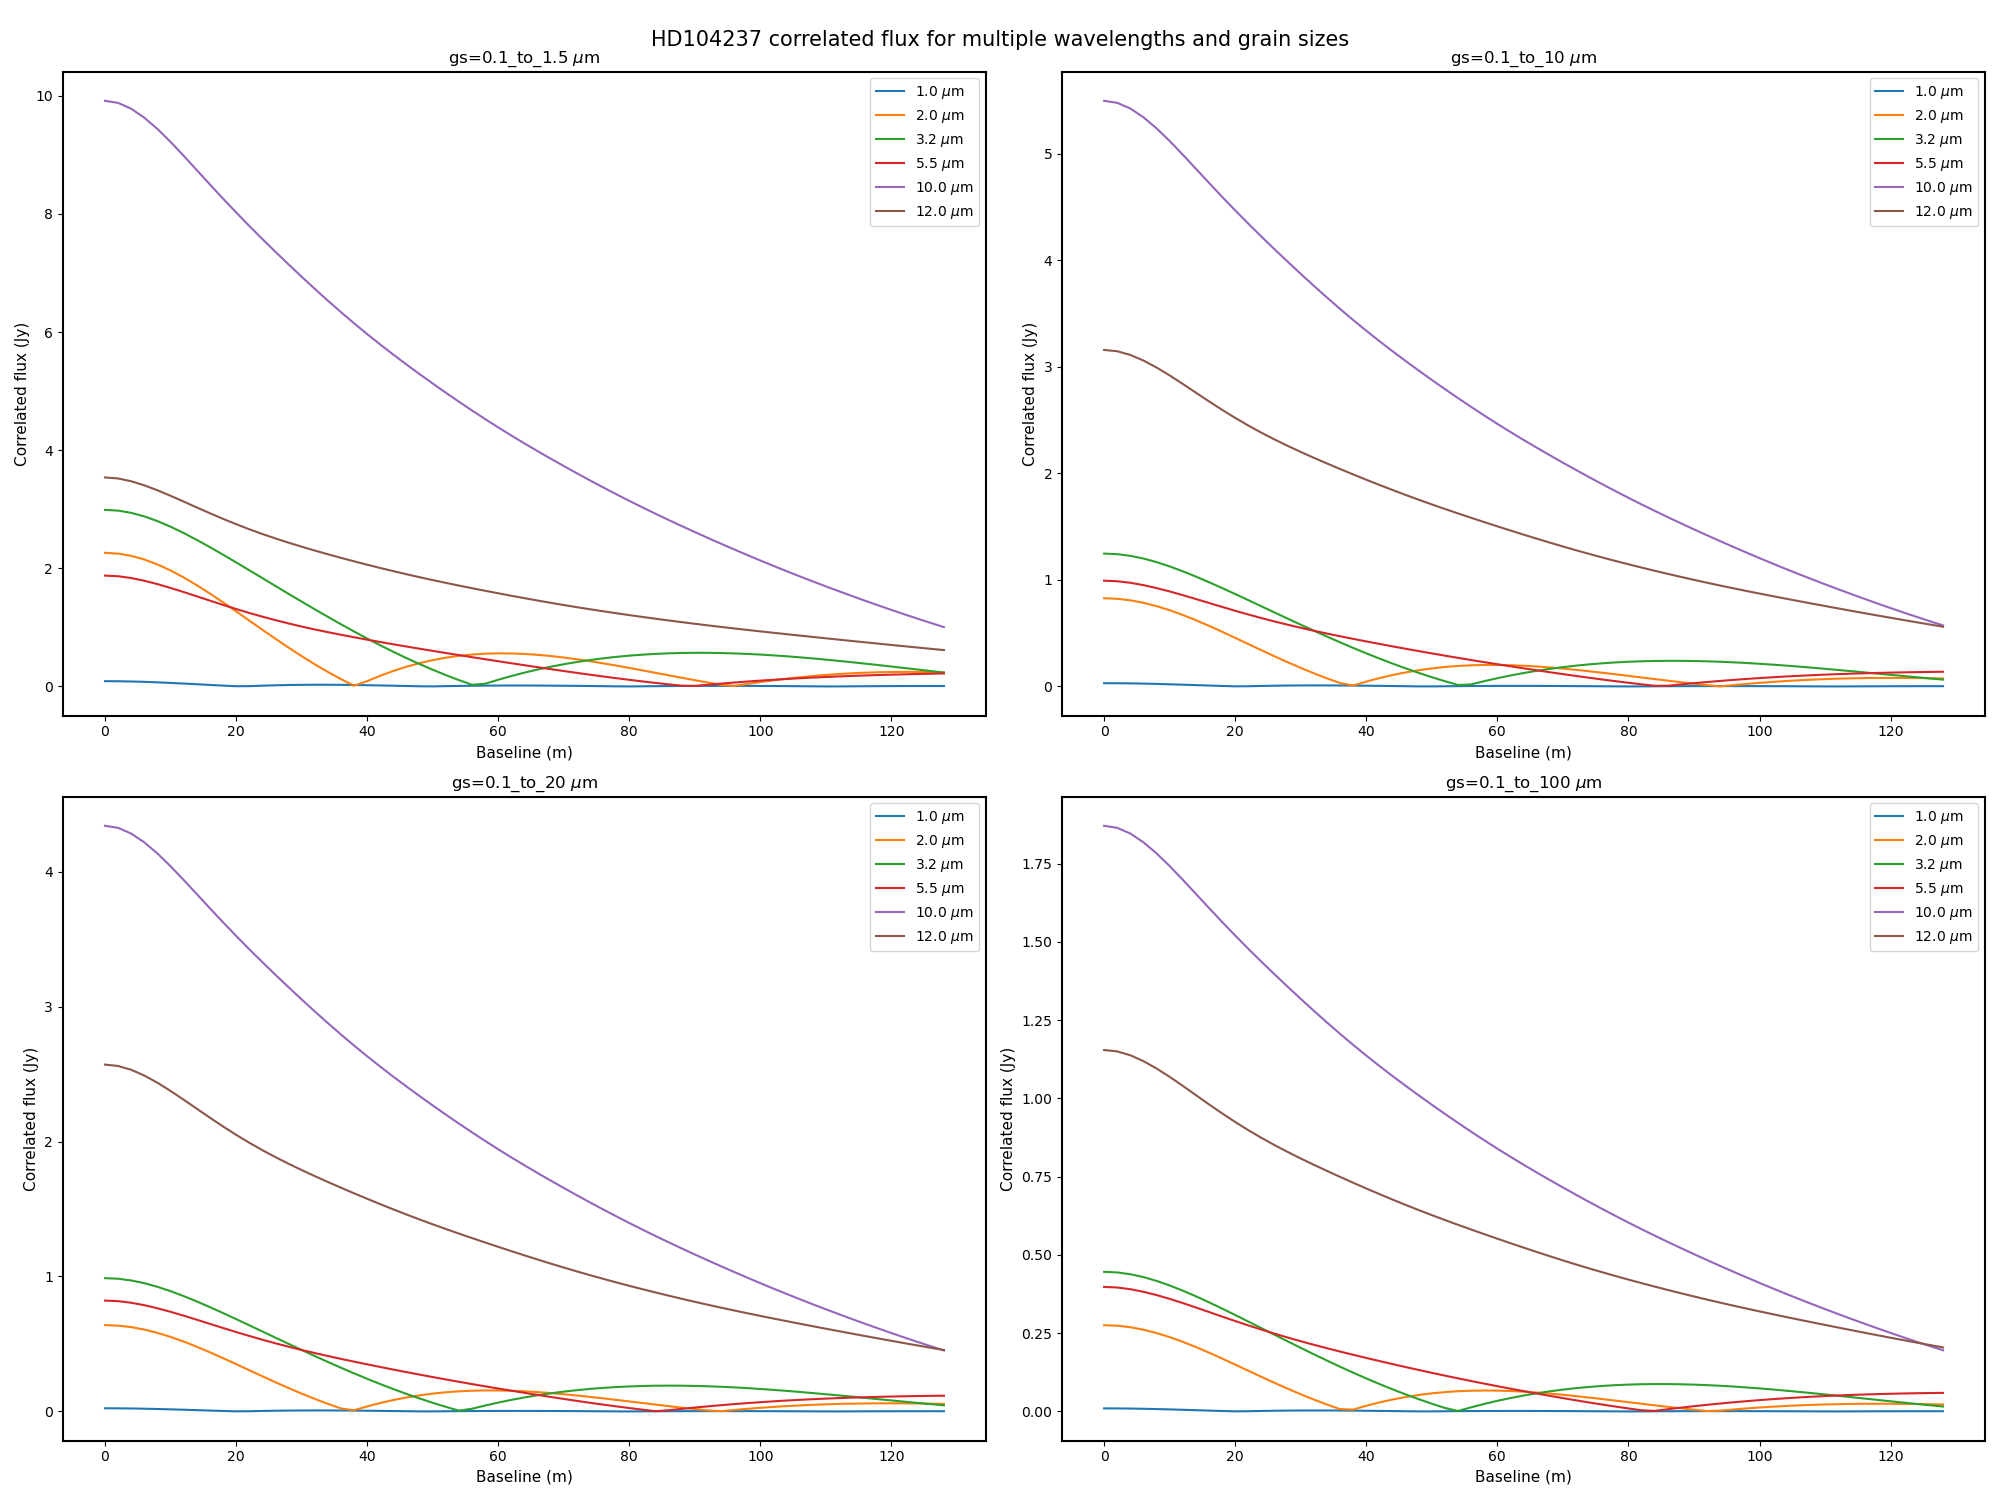 HD104237 correlated flux for multiple wavelengths and grain sizes
gs=0.1_to_1.5 μm
10
8
6
4
2
0
Correlated flux (Jy)
0 20 40 60 80 100 120
Baseline (m)
1.0 μm
2.0 μm
3.2 μm
5.5 μm
10.0 μm
12.0 μm
gs=0.1_to_10 μm
5
4
3
2
1
0
Correlated flux (Jy)
0 20 40 60 80 100 120
Baseline (m)
1.0 μm
2.0 μm
3.2 μm
5.5 μm
10.0 μm
12.0 μm
gs=0.1_to_20 μm
4
3
2
1
0
Correlated flux (Jy)
0 20 40 60 80 100 120
Baseline (m)
1.0 μm
2.0 μm
3.2 μm
5.5 μm
10.0 μm
12.0 μm
gs=0.1_to_100 μm
1.75
1.50
1.25
1.00
0.75
0.50
0.25
0.00
Correlated flux (Jy)
0 20 40 60 80 100 120
Baseline (m)
1.0 μm
2.0 μm
3.2 μm
5.5 μm
10.0 μm
12.0 μm